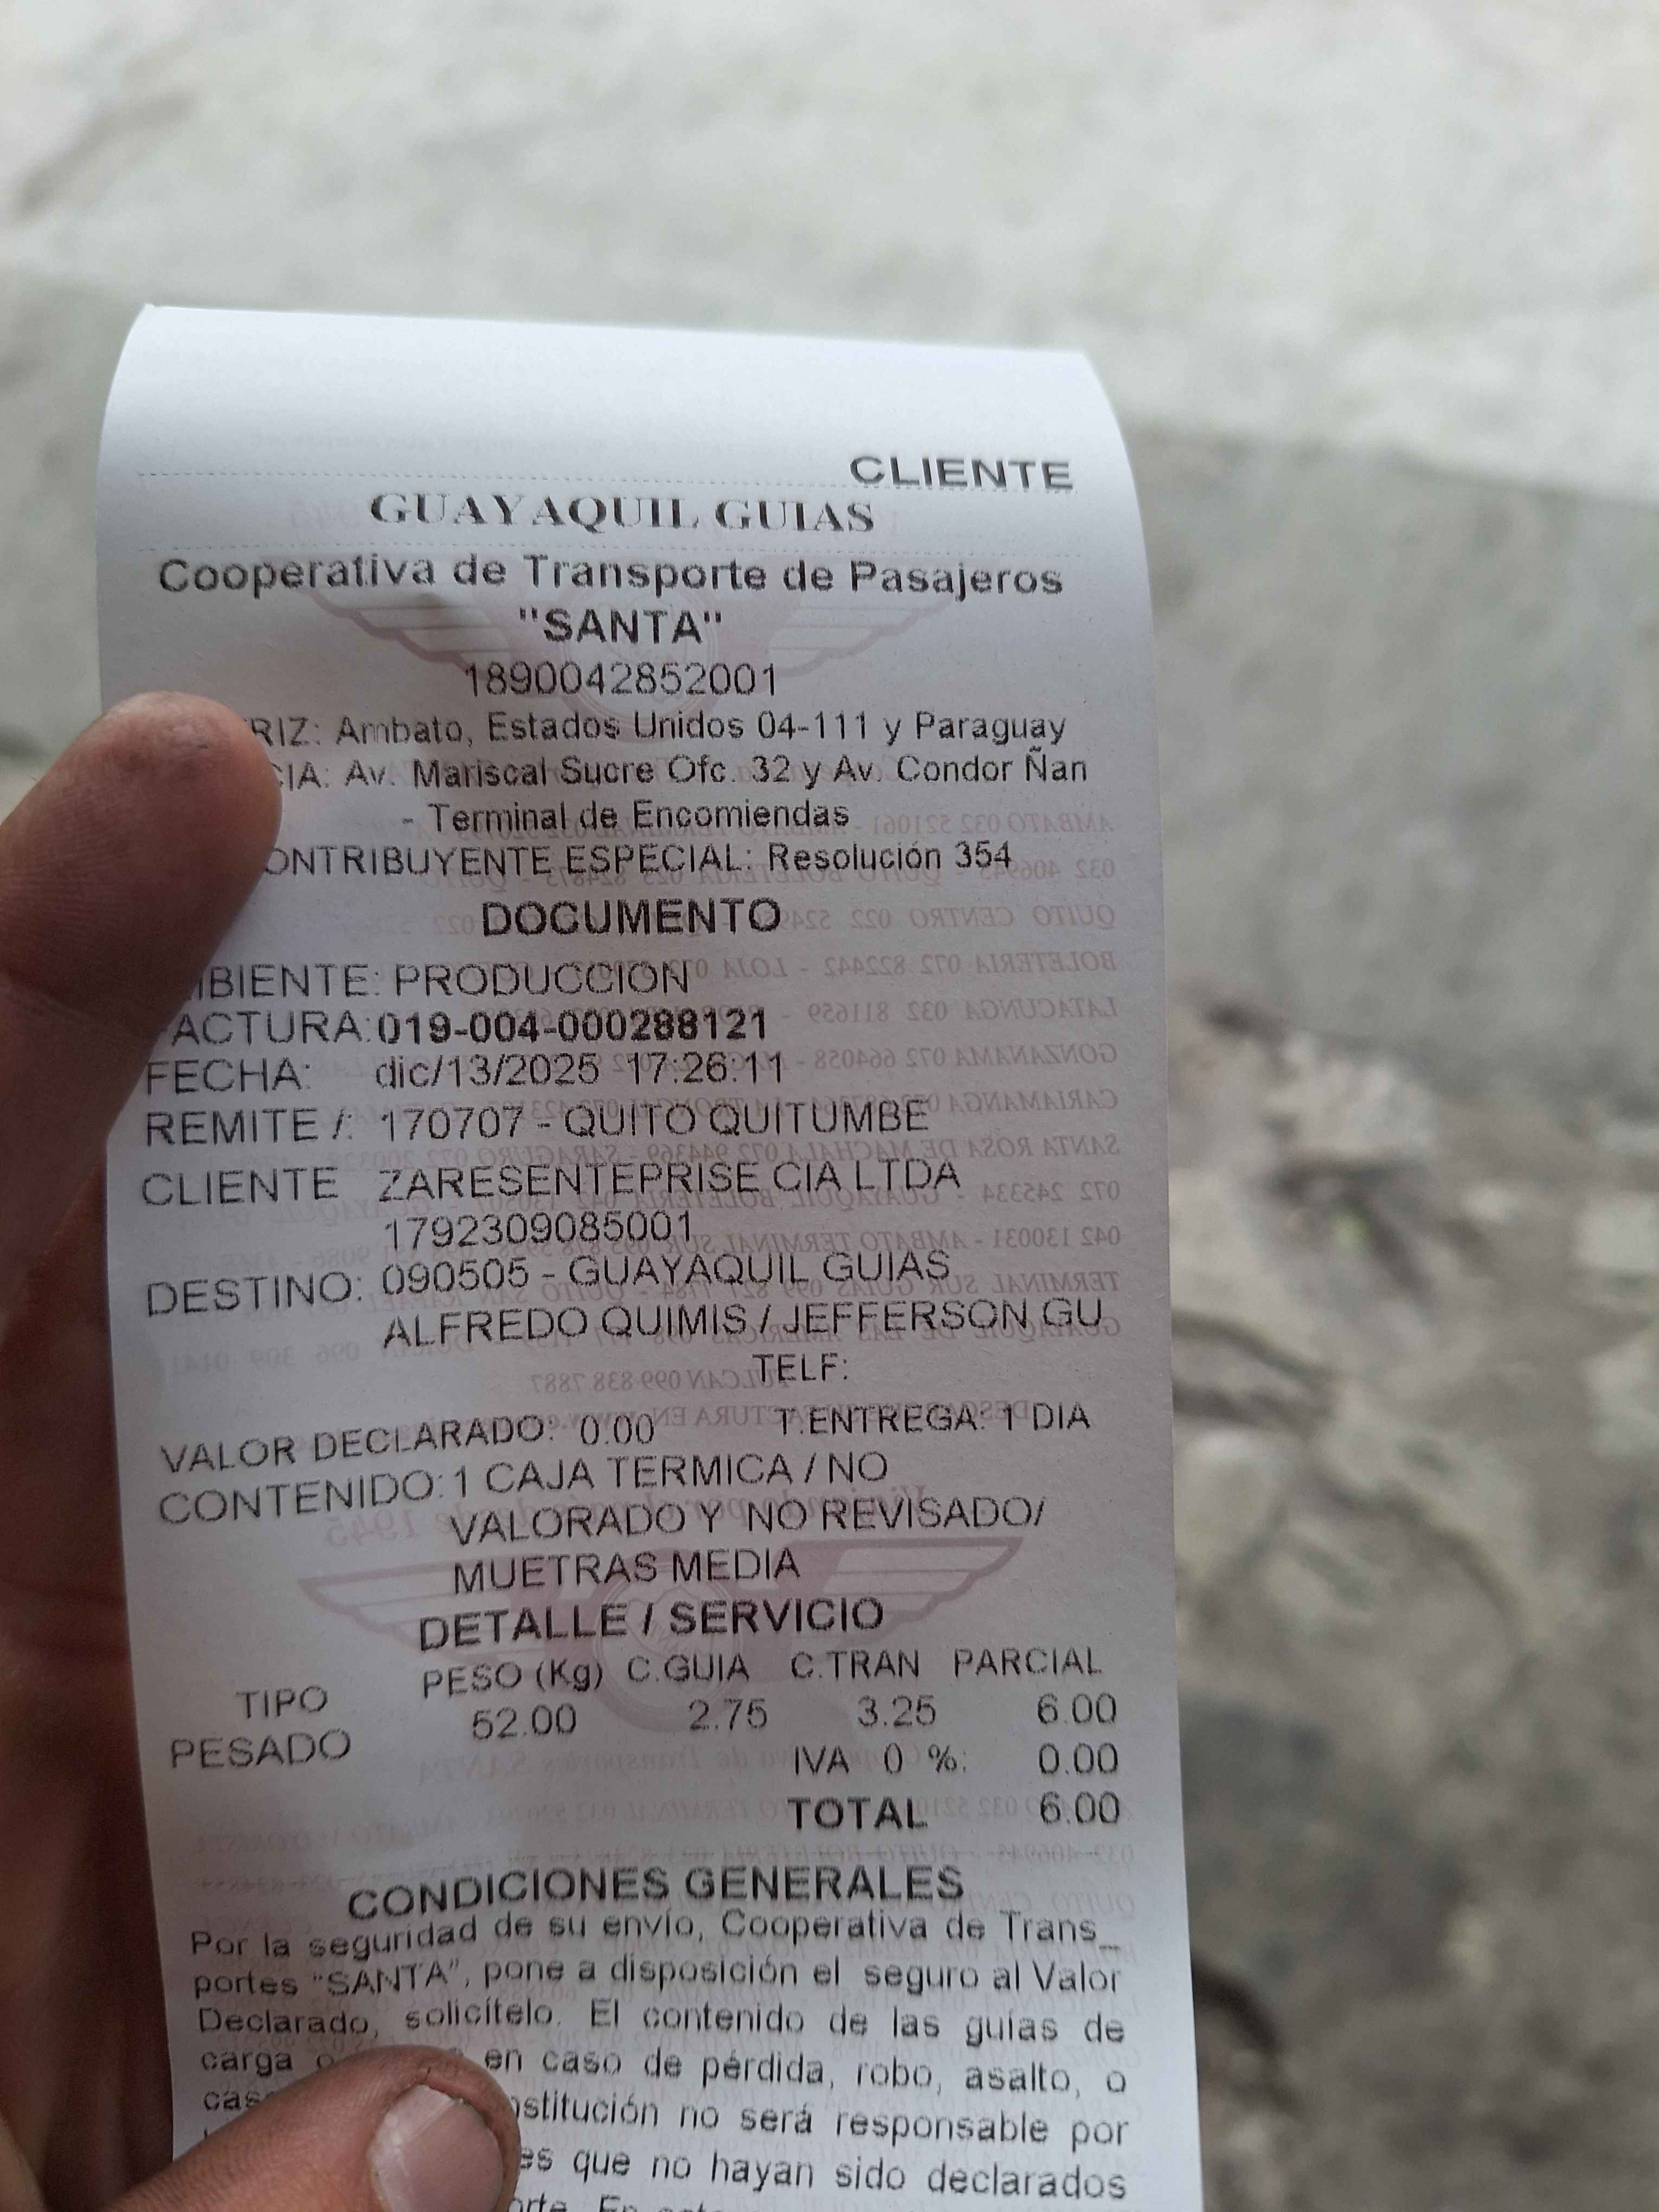 CLIENTE
GUAYAQUIL GUIAS
Cooperativa de Transporte de Pasajeros
"SANTA"
1890042852001
RIZ: Ambato, Estados Unidos 04-111 y Paraguay
CIA: Av. Mariscal Sucre Ofc. 32 y Av. Condor Ñan
- Terminal de Encomiendas
ONTRIBUYENTE ESPECIAL: Resolución 354
DOCUMENTO
MBIENTE: PRODUCCION
FACTURA: 019-004-000288121
FECHA: dic/13/2025 17:26:11
REMITE /: 170707 - QUITO QUITUMBE
CLIENTE ZARESENTEPRISE CIA LTDA
1792309085001
DESTINO: 090505 - GUAYAQUIL GUIAS
ALFREDO QUIMIS / JEFFERSON GU
TELF:
VALOR DECLARADO: 0.00 T.ENTREGA: 1 DIA
CONTENIDO: 1 CAJA TERMICA / NO
VALORADO Y NO REVISADO/
MUETRAS MEDIA
DETALLE / SERVICIO
TIPO PESO (Kg) C.GUIA C.TRAN PARCIAL
PESADO 52.00 2.75 3.25 6.00
IVA 0 %: 0.00
TOTAL 6.00
CONDICIONES GENERALES
Por la seguridad de su envío, Cooperativa de Trans_
portes "SANTA", pone a disposición el seguro al Valor
Declarado, solicítelo. El contenido de las guías de
carga en caso de pérdida, robo, asalto, o
cas stitución no será responsable por
es que no hayan sido declarados